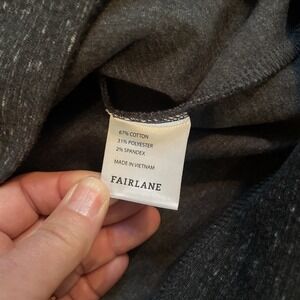 67% COTTON
31% POLYESTER
2% SPANDEX
MADE IN VIETNAM
FAIRLANE